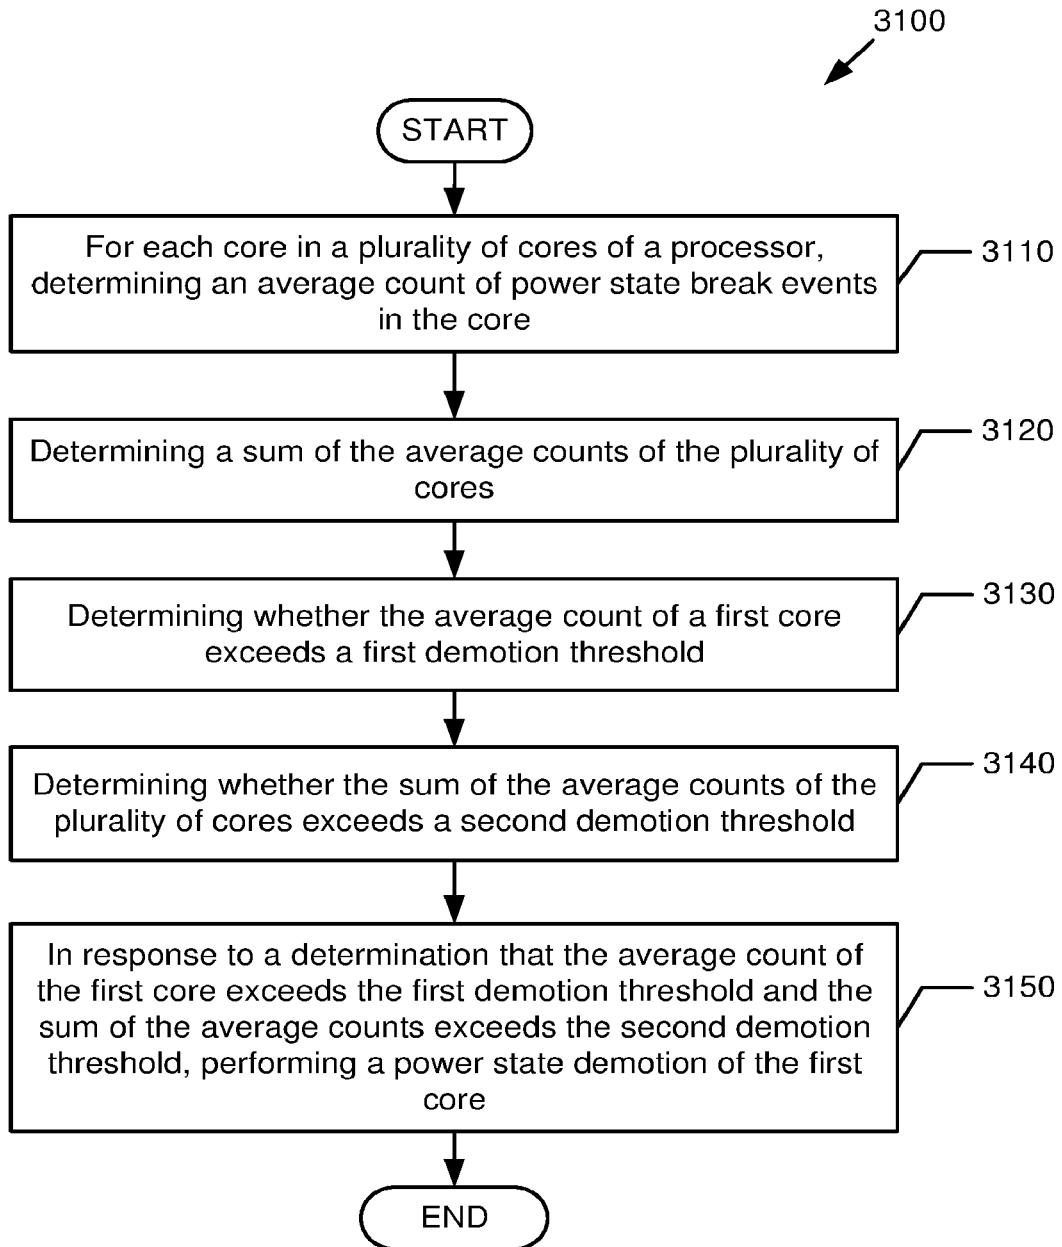 3100
START
For each core in a plurality of cores of a processor,
determining an average count of power state break events
in the core
3110
Determining a sum of the average counts of the plurality of
cores
3120
Determining whether the average count of a first core
exceeds a first demotion threshold
3130
Determining whether the sum of the average counts of the
plurality of cores exceeds a second demotion threshold
3140
In response to a determination that the average count of
the first core exceeds the first demotion threshold and the
sum of the average counts exceeds the second demotion
threshold, performing a power state demotion of the first
core
3150
END